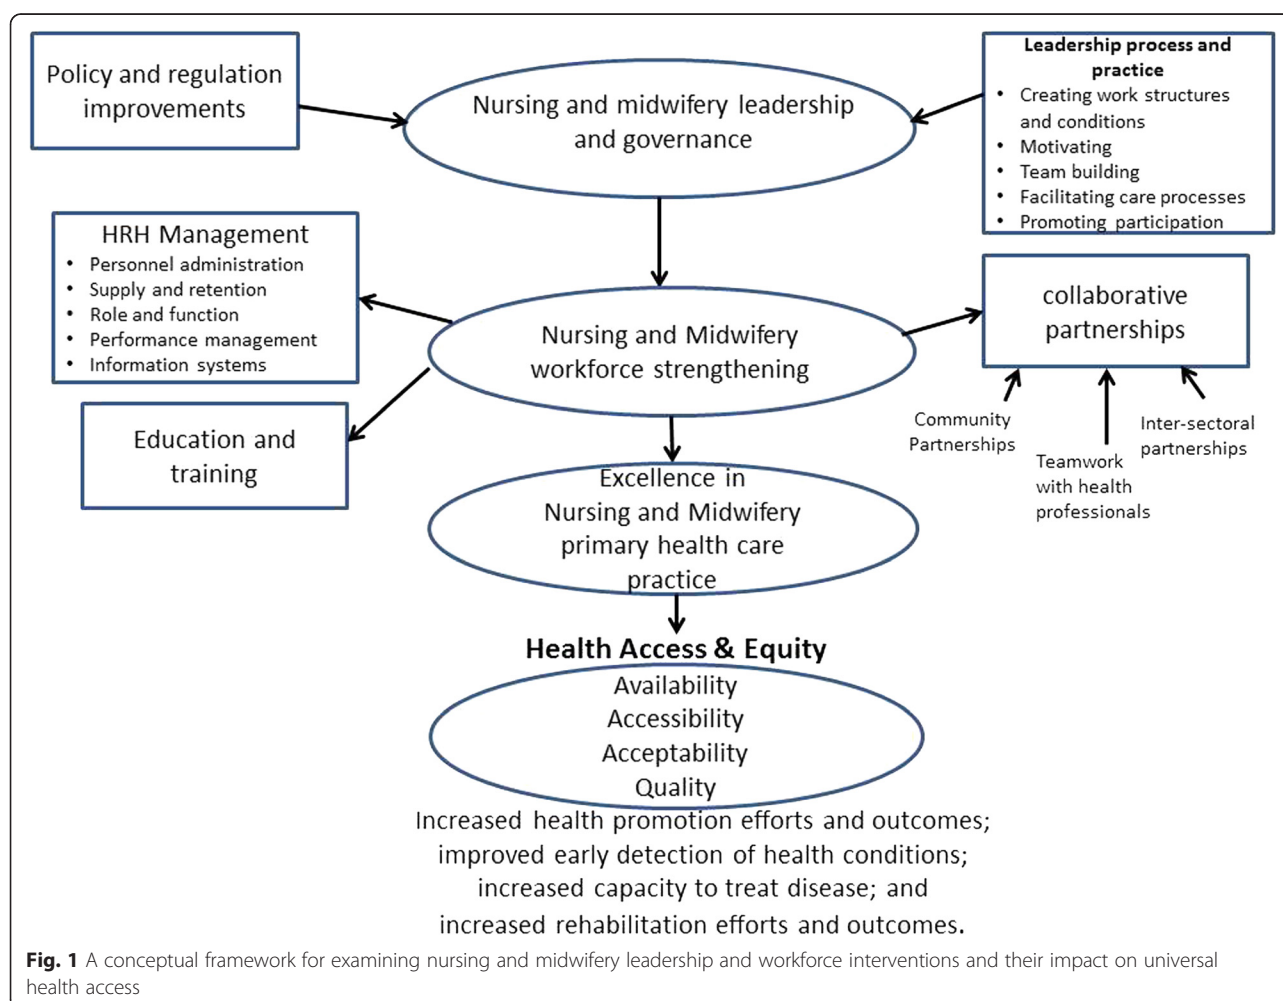 Policy and regulation
improvements
Nursing and midwifery leadership
and governance
Leadership process and
practice
• Creating work structures
and conditions
• Motivating
• Team building
• Facilitating care processes
• Promoting participation
HRH Management
• Personnel administration
• Supply and retention
• Role and function
• Performance management
• Information systems
Nursing and Midwifery
workforce strengthening
collaborative
partnerships
Community
Partnerships
Teamwork
with health
professionals
Inter-sectoral
partnerships
Education and
training
Excellence in
Nursing and Midwifery
primary health care
practice
Health Access & Equity
Availability
Accessibility
Acceptability
Quality
Increased health promotion efforts and outcomes;
improved early detection of health conditions;
increased capacity to treat disease; and
increased rehabilitation efforts and outcomes.
Fig. 1 A conceptual framework for examining nursing and midwifery leadership and workforce interventions and their impact on universal
health access